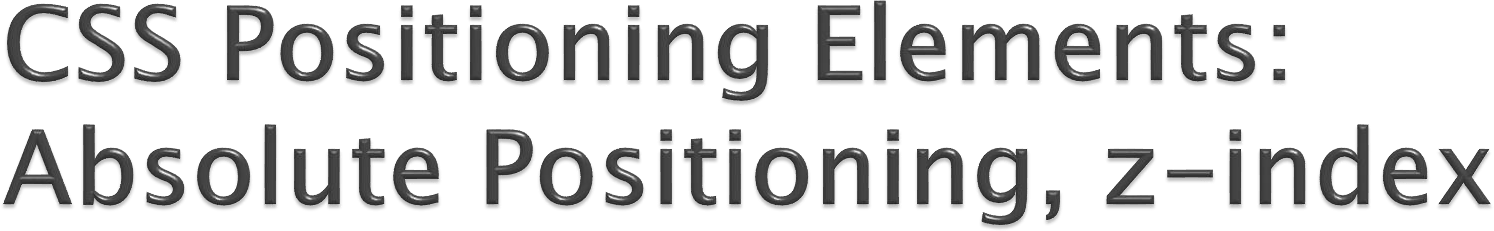 CSS Positioning Elements:
Absolute Positioning, z-index